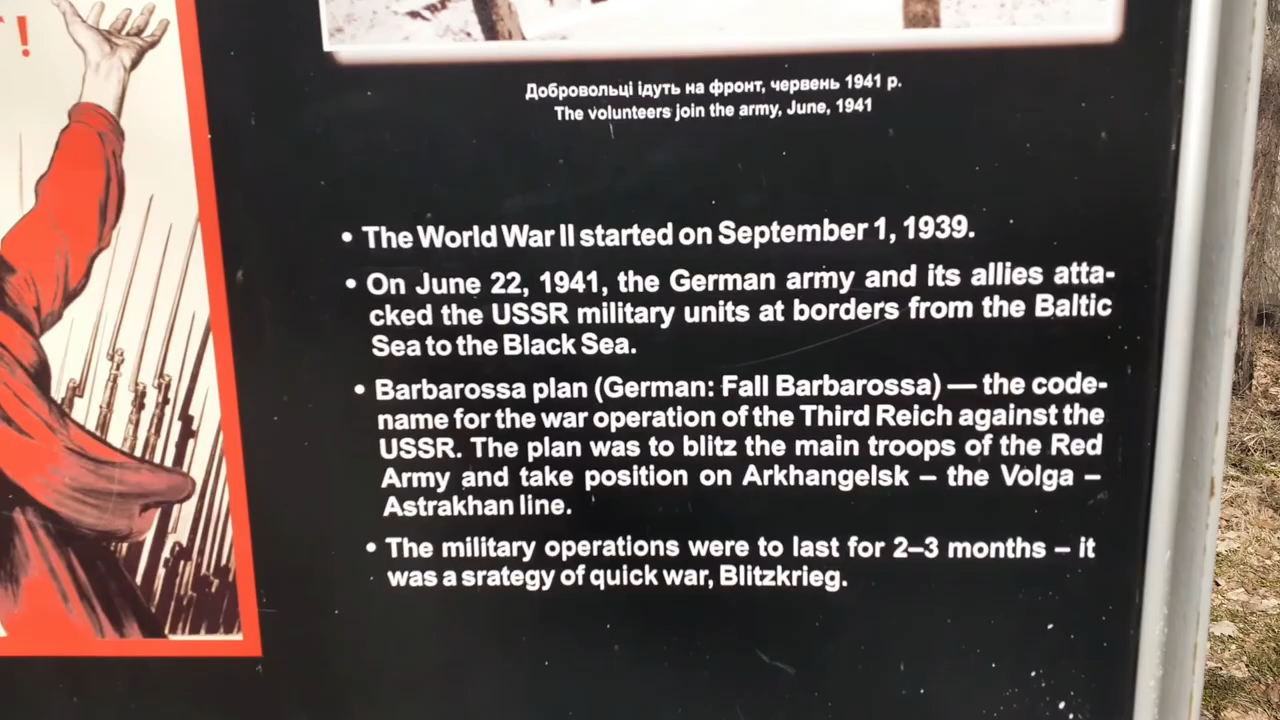 !
Добровольці ідуть на фронт, червень 1941 р.
The volunteers join the army, June, 1941
• The World War II started on September 1, 1939.
• On June 22, 1941, the German army and its allies atta-
cked the USSR military units at borders from the Baltic
Sea to the Black Sea.
• Barbarossa plan (German: Fall Barbarossa) — the code-
name for the war operation of the Third Reich against the
USSR. The plan was to blitz the main troops of the Red
Army and take position on Arkhangelsk – the Volga –
Astrakhan line.
• The military operations were to last for 2–3 months – it
was a srategy of quick war, Blitzkrieg.